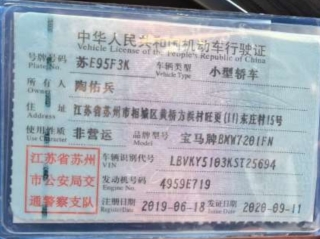 中华人民共和国机动车行驶证
Vehicle License of the People's Republic of China
号牌号码 苏E95F3K 车辆类型 小型轿车
Plate No. Vehicle Type
所有人 陶佑兵
Owner
住址 江苏省苏州市相城区黄桥方浜村旺更(11)东庄村15号
使用性质 非营运 品牌型号 宝马牌BMW7201FN
Use Character Model
江苏省苏州
市公安局交
通警察支队
车辆识别代号 LBVKY5103KST25694
VIN
发动机号码 4959E719
Engine No.
注册日期 2019-06-18 发证日期 2020-09-11
Register Date Issue Date